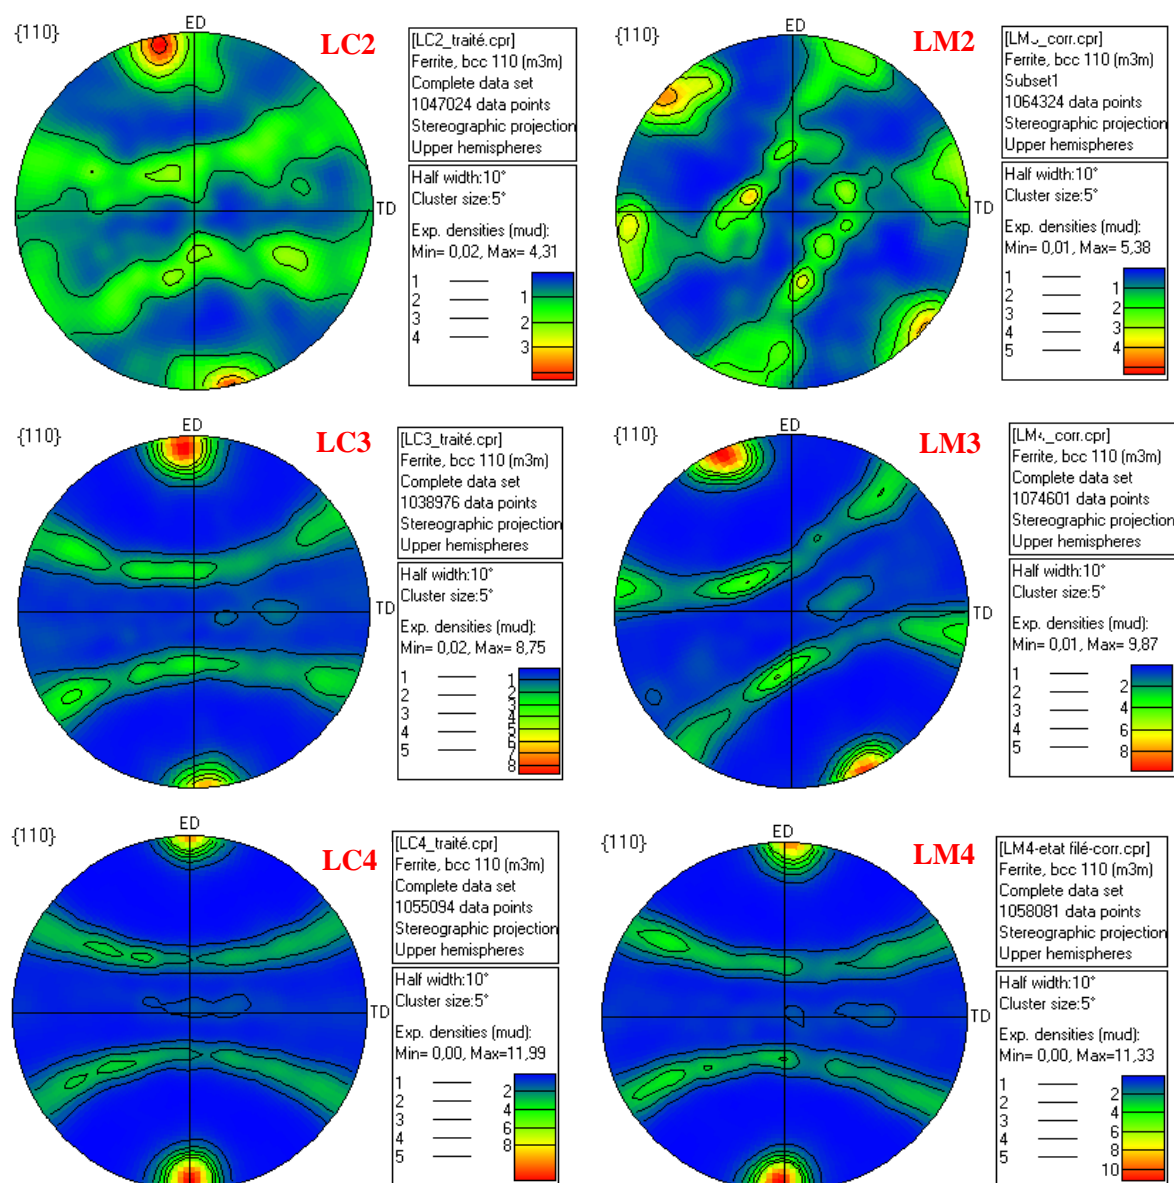 {110}
ED
LC2
TD
[LC2_traité.cpr]
Ferrite, bcc 110 (m3m)
Complete data set
1047024 data points
Stereographic projection
Upper hemispheres
Half width:10°
Cluster size:5°
Exp. densities (mud):
Min= 0,02, Max= 4,31
1
2
3
4
1
2
3
{110}
ED
LM2
TD
Ferrite, bcc 110 (m3m)
Subset1
1064324 data points
Stereographic projection
Upper hemispheres
Half width:10°
Cluster size:5°
Exp. densities (mud):
Min= 0,01, Max= 5,38
1
2
3
4
5
1
2
3
4
{110}
ED
LC3
TD
[LC3_traité.cpr]
Ferrite, bcc 110 (m3m)
Complete data set
1038976 data points
Stereographic projection
Upper hemispheres
Half width:10°
Cluster size:5°
Exp. densities (mud):
Min= 0,02, Max= 8,75
1
2
3
4
5
1
2
3
4
5
6
7
8
{110}
ED
LM3
TD
Ferrite, bcc 110 (m3m)
Complete data set
1074601 data points
Stereographic projection
Upper hemispheres
Half width:10°
Cluster size:5°
Exp. densities (mud):
Min= 0,01, Max= 9,87
1
2
3
4
5
2
4
6
8
{110}
ED
LC4
TD
[LC4_traité.cpr]
Ferrite, bcc 110 (m3m)
Complete data set
1055094 data points
Stereographic projection
Upper hemispheres
Half width:10°
Cluster size:5°
Exp. densities (mud):
Min= 0,00, Max=11,99
1
2
3
4
5
2
4
6
8
{110}
ED
LM4
TD
[LM4-etat filé-corr.cpr]
Ferrite, bcc 110 (m3m)
Complete data set
1058081 data points
Stereographic projection
Upper hemispheres
Half width:10°
Cluster size:5°
Exp. densities (mud):
Min= 0,00, Max=11,33
1
2
3
4
5
2
4
6
8
10